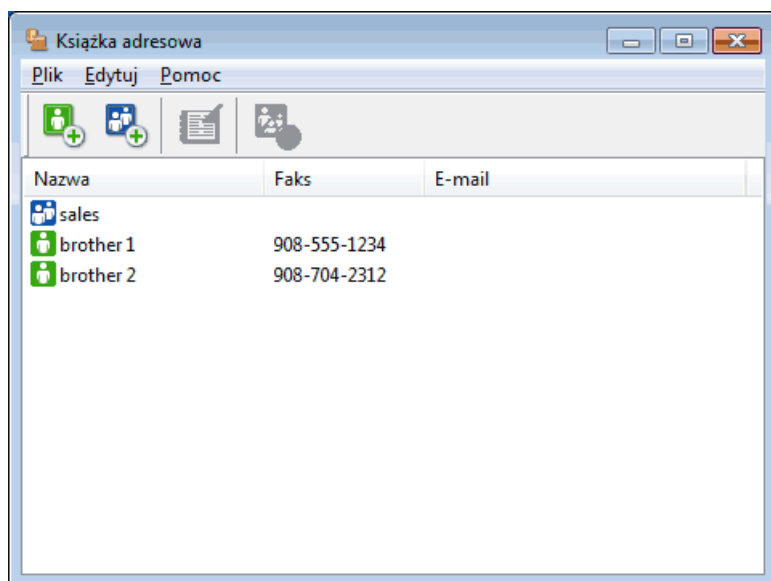 Książka adresowa
Plik Edytuj Pomoc
Nazwa Faks E-mail
sales
brother 1 908-555-1234
brother 2 908-704-2312